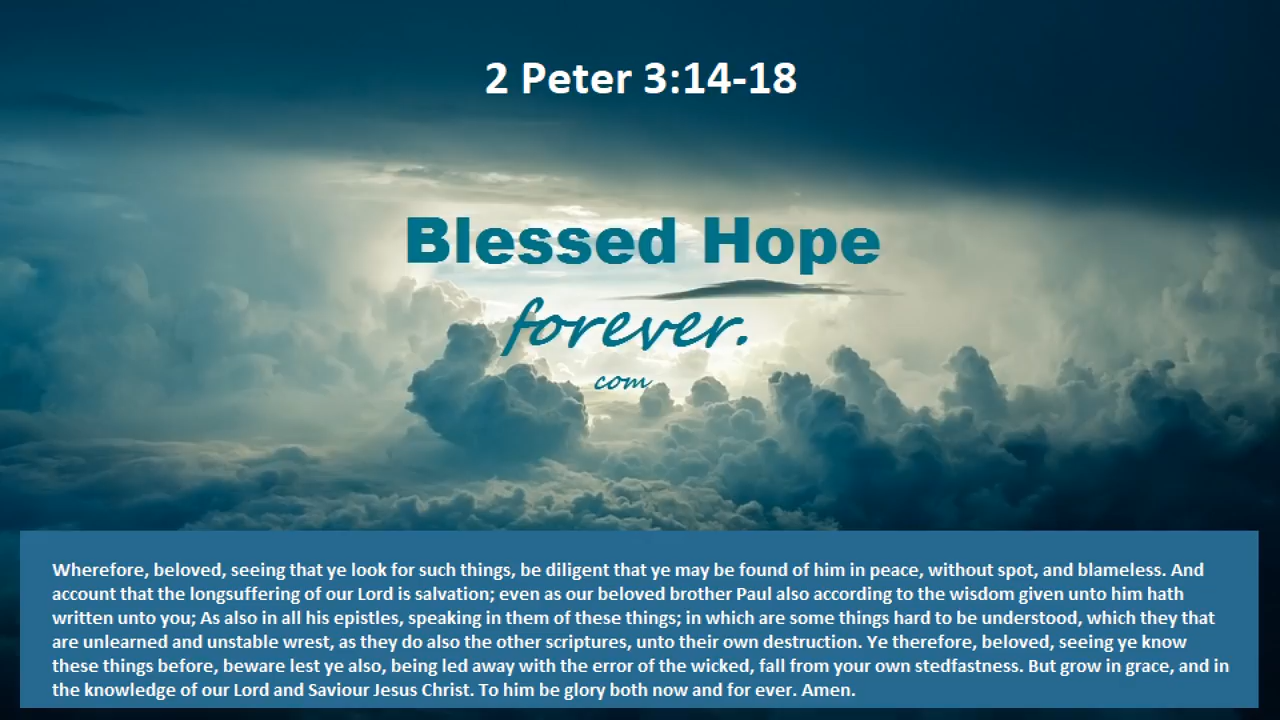 2 Peter 3:14-18
Blessed Hope
forever.
com
Wherefore, beloved, seeing that ye look for such things, be diligent that ye may be found of him in peace, without spot, and blameless. And
account that the longsuffering of our Lord is salvation; even as our beloved brother Paul also according to the wisdom given unto him hath
written unto you; As also in all his epistles, speaking in them of these things; in which are some things hard to be understood, which they that
are unlearned and unstable wrest, as they do also the other scriptures, unto their own destruction. Ye therefore, beloved, seeing ye know
these things before, beware lest ye also, being led away with the error of the wicked, fall from your own stedfastness. But grow in grace, and in
the knowledge of our Lord and Saviour Jesus Christ. To him be glory both now and for ever. Amen.